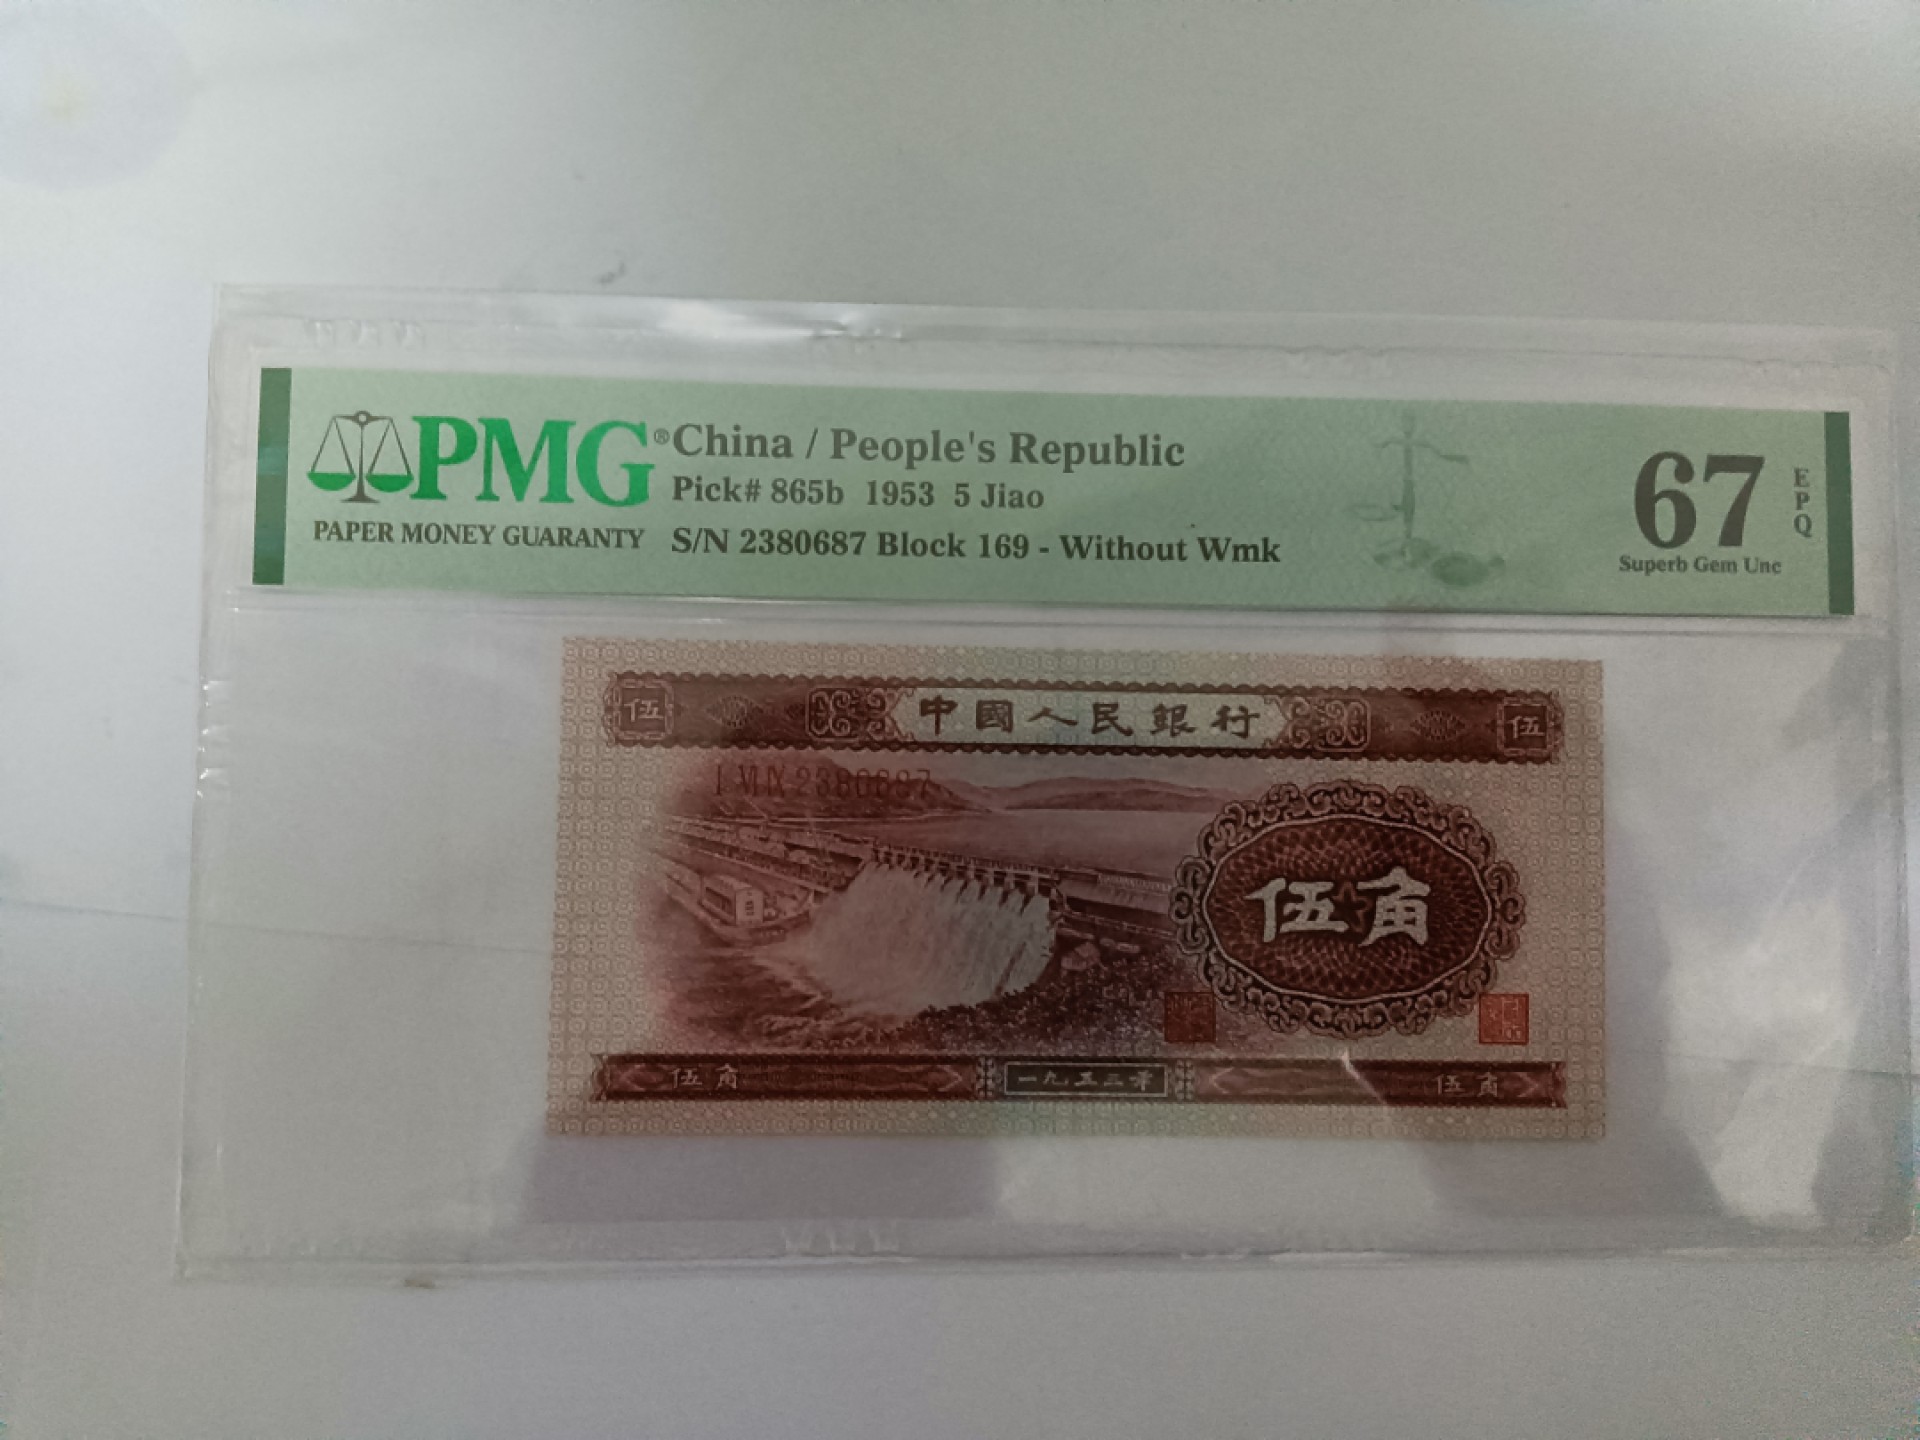 PMG® China / People's Republic
Pick# 865b 1953 5 Jiao
PAPER MONEY GUARANTY S/N 2380687 Block 169 - Without Wmk
67 EPQ
Superb Gem Unc
伍 中國人民銀行 伍
I VI IX 2380687
伍角
伍角 一九五三年 伍角